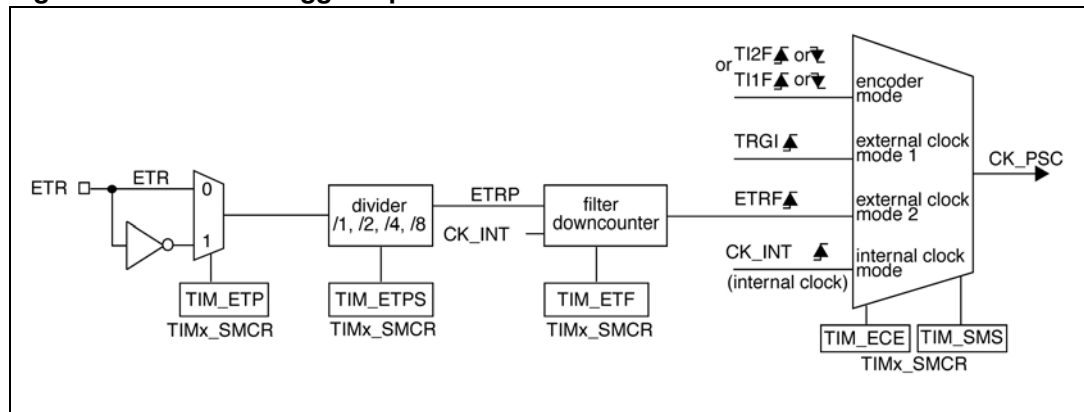 or TI2F or
TI1F or
encoder
mode
TRGI
external clock
mode 1
CK_PSC
ETR
ETR
0
1
divider
/1, /2, /4, /8
ETRP
CK_INT
filter
downcounter
ETRF
external clock
mode 2
CK_INT
(internal clock)
internal clock
mode
TIM_ETP
TIMx_SMCR
TIM_ETPS
TIMx_SMCR
TIM_ETF
TIMx_SMCR
TIM_ECE
TIM_SMS
TIMx_SMCR